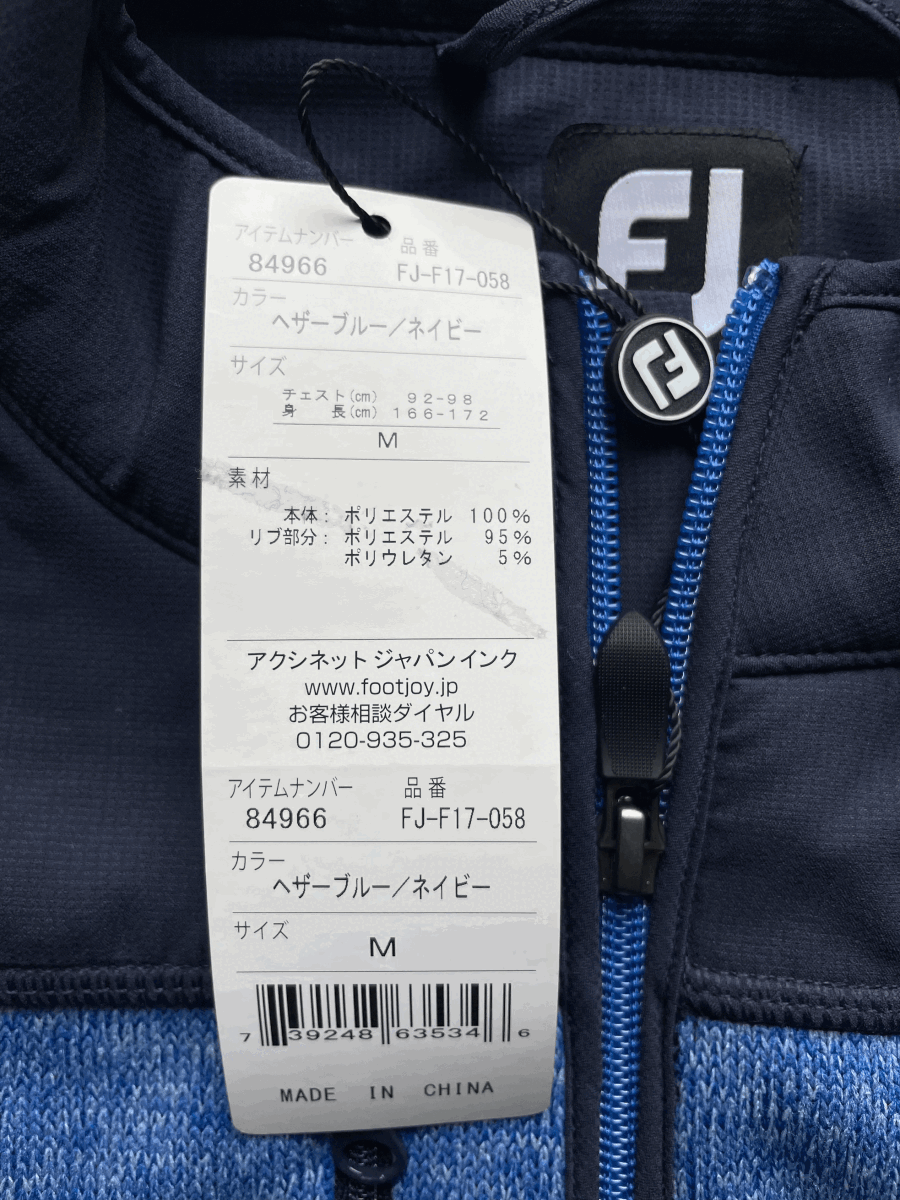 FJ
FJ
アイテムナンバー 品番
84966 FJ-F17-058
カラー
ヘザーブルー／ネイビー
サイズ
チェスト(cm) 92-98
身長(cm) 166-172
M
素材
本体: ポリエステル 100%
リブ部分: ポリエステル 95%
ポリウレタン 5%
アクシネット ジャパン インク
www.footjoy.jp
お客様相談ダイヤル
0120-935-325
アイテムナンバー 品番
84966 FJ-F17-058
カラー
ヘザーブルー／ネイビー
サイズ
M
7 39248 63534 6
MADE IN CHINA